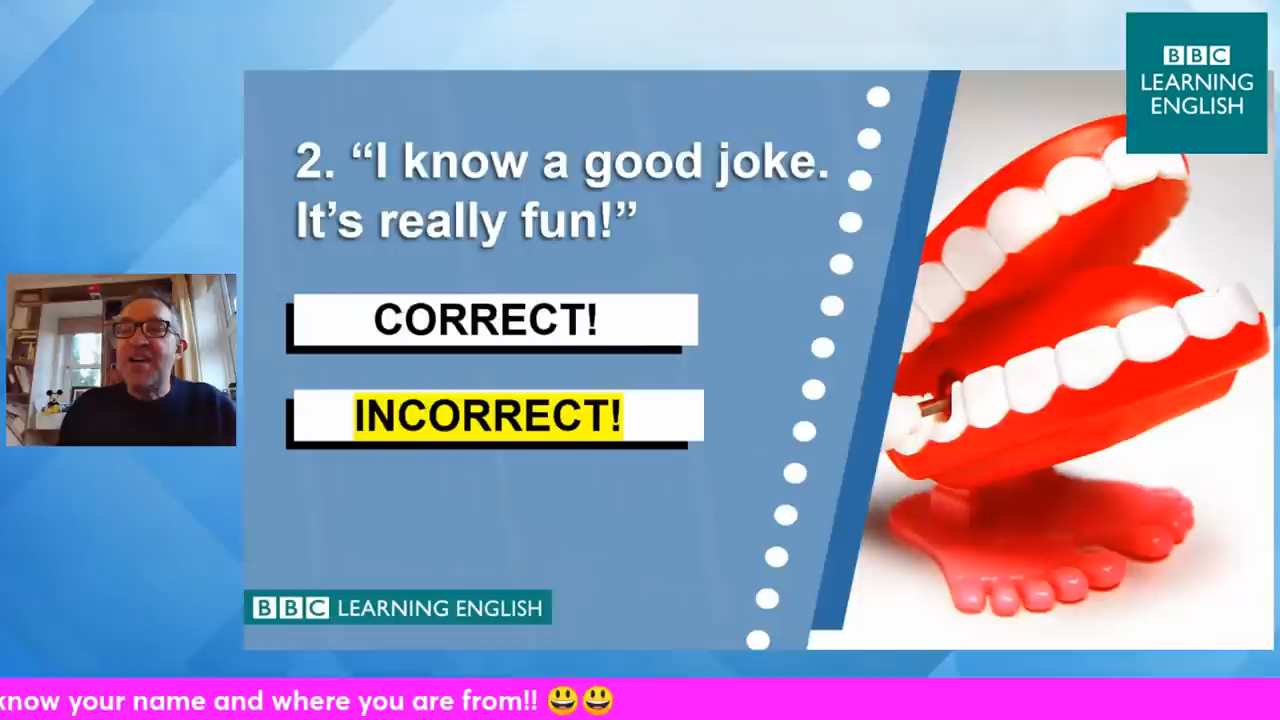 BBC
LEARNING
ENGLISH
2. “I know a good joke.
It’s really fun!”
CORRECT!
INCORRECT!
BBC LEARNING ENGLISH
know your name and where you are from!! 😃😃